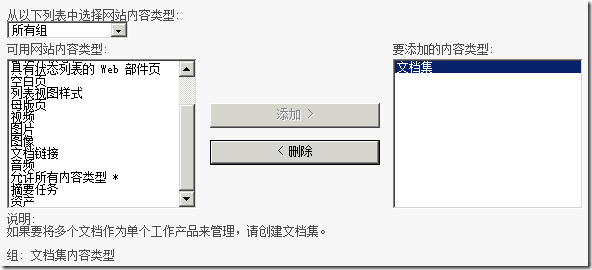 从以下列表中选择网站内容类型:
所有组
可用网站内容类型:
具有状态列表的 Web 部件页
空白页
列表视图样式
母版页
视频
图片
图像
文档链接
音频
允许所有内容类型 *
摘要任务
资产
添加 >
< 删除
要添加的内容类型:
文档集
说明:
如果要将多个文档作为单个工作产品来管理，请创建文档集。
组: 文档集内容类型